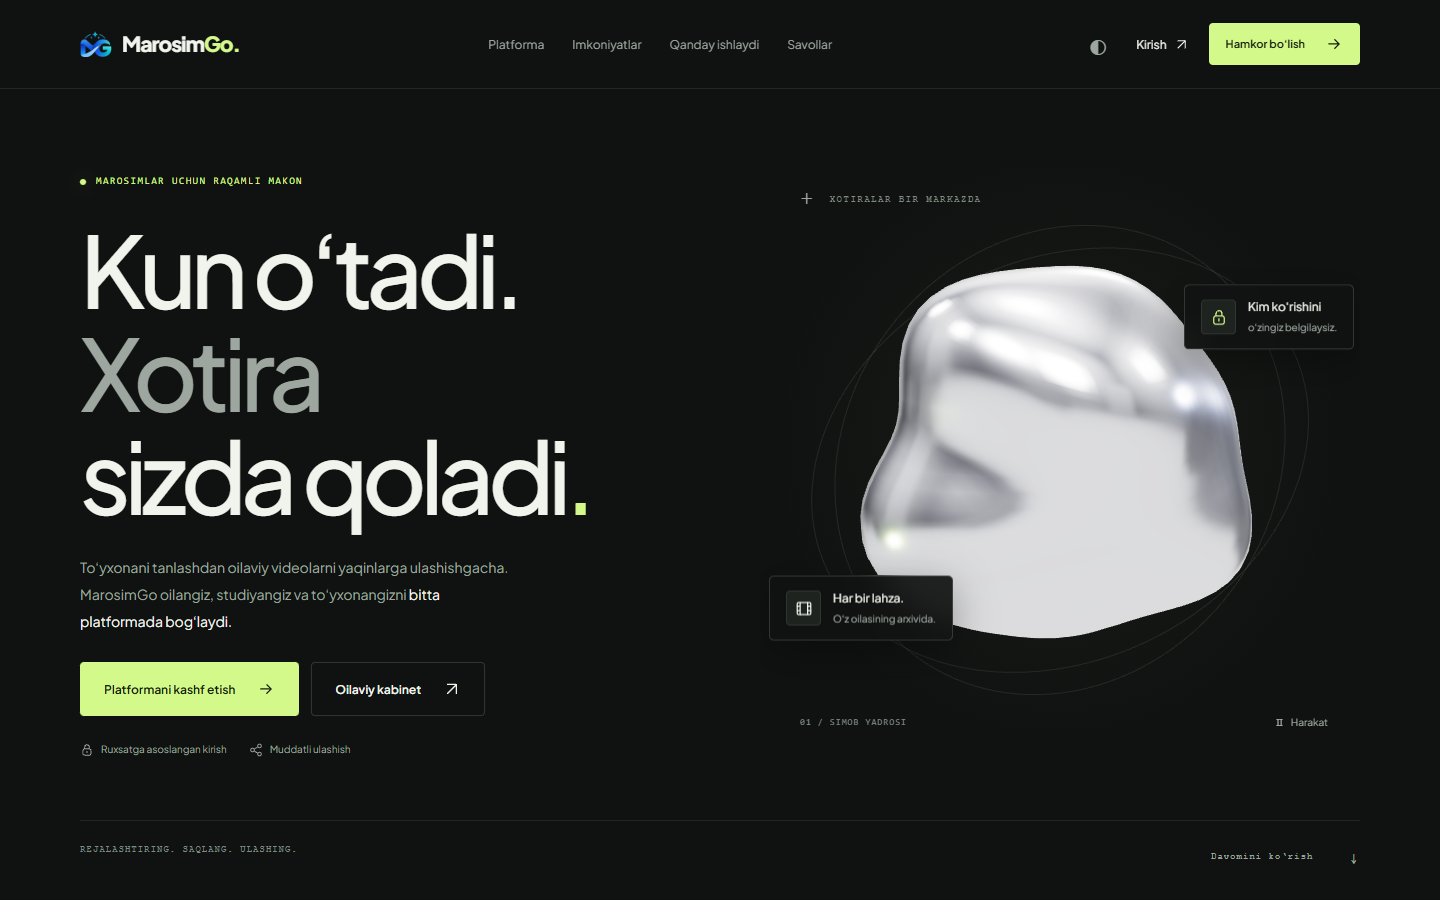 MarosimGo.
Platforma
Imkoniyatlar
Qanday ishlaydi
Savollar
Kirish
Hamkor bo‘lish
MAROSIMLAR UCHUN RAQAMLI MAKON
Kun o‘tadi.
Xotira
sizda qoladi.
To‘yxonani tanlashdan oilaviy videolarni yaqinlarga ulashishgacha.
MarosimGo oilangiz, studiyangiz va to‘yxonangizni bitta
platformada bog‘laydi.
Platformani kashf etish
Oilaviy kabinet
Ruxsatga asoslangan kirish
Muddatli ulashish
XOTIRALAR BIR MARKAZDA
Kim ko‘rishini
o‘zingiz belgilaysiz.
Har bir lahza.
O‘z oilasining arxivida.
01 / SIMOB YADROSI
Harakat
REJALASHTIRING. SAQLANG. ULASHING.
Davomini ko‘rish